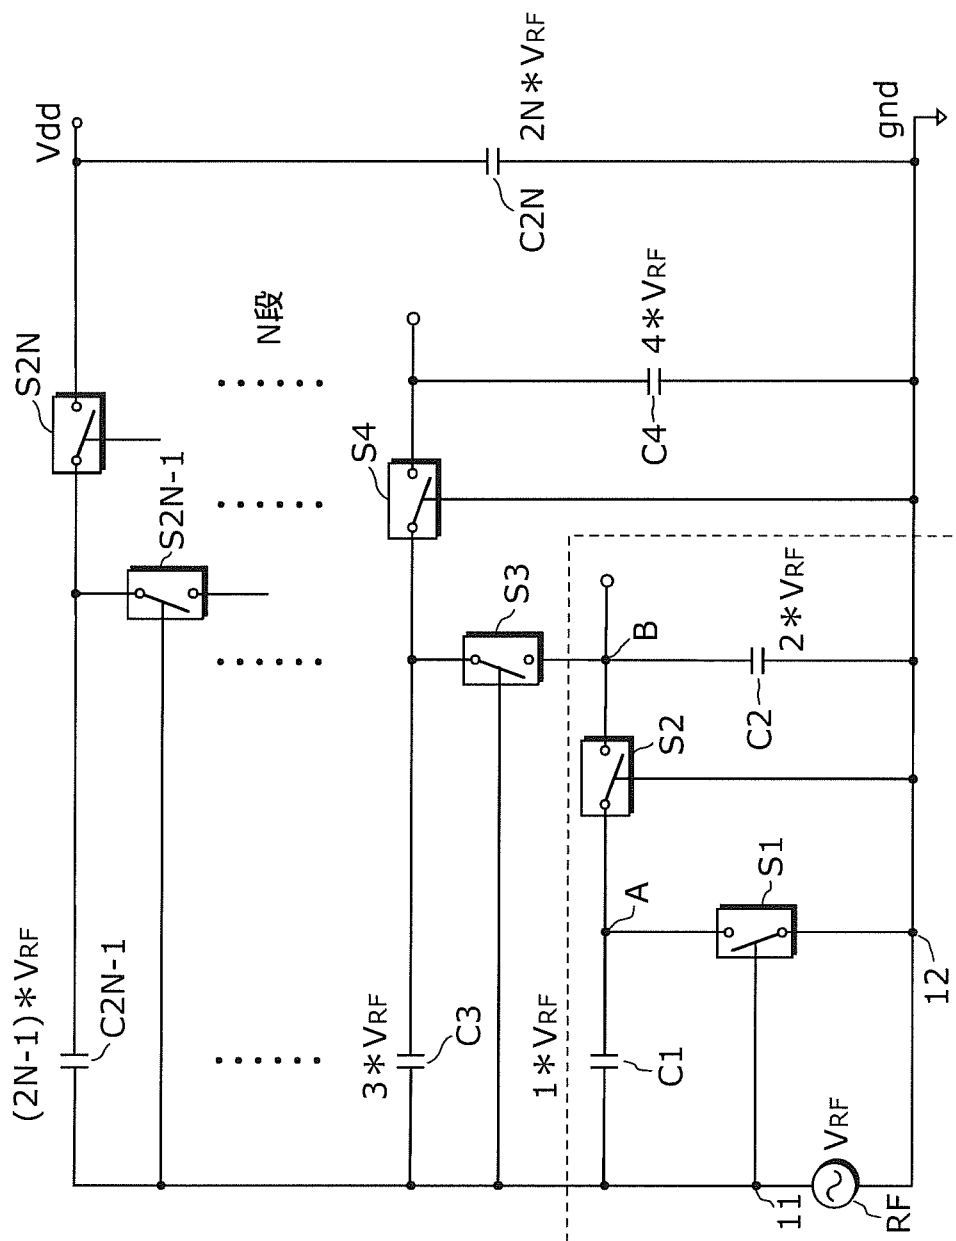 (2N-1)*VRF
C2N-1
S2N-1
S2N
Vdd
N段
C2N
2N*VRF
3*VRF
C3
S3
S4
C4
4*VRF
1*VRF
C1
A
S1
S2
B
C2
2*VRF
VRF
RF
11
12
gnd